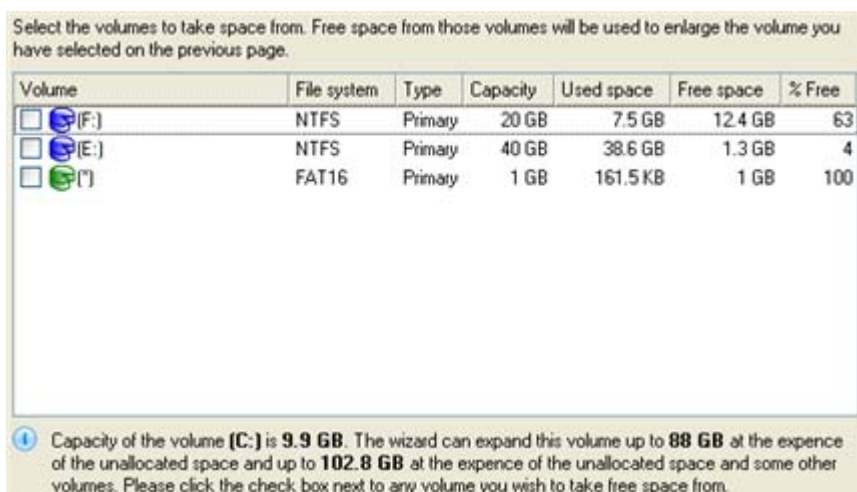 Select the volumes to take space from. Free space from those volumes will be used to enlarge the volume you
have selected on the previous page.
Volume File system Type Capacity Used space Free space % Free
(F:) NTFS Primary 20 GB 7.5 GB 12.4 GB 63
(E:) NTFS Primary 40 GB 38.6 GB 1.3 GB 4
(*) FAT16 Primary 1 GB 161.5 KB 1 GB 100
Capacity of the volume (C:) is 9.9 GB. The wizard can expand this volume up to 88 GB at the expence
of the unallocated space and up to 102.8 GB at the expence of the unallocated space and some other
volumes. Please click the check box next to any volume you wish to take free space from.